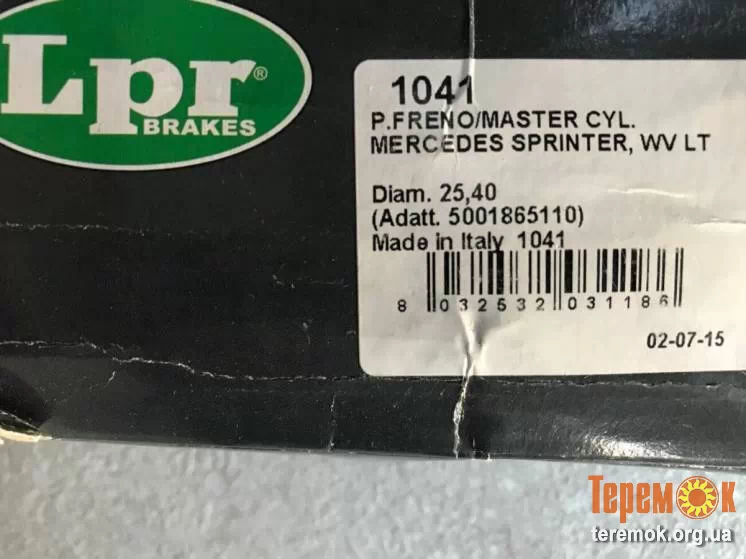 Lpr®
BRAKES
1041
P.FRENO/MASTER CYL.
MERCEDES SPRINTER, WV LT
Diam. 25,40
(Adatt. 5001865110)
Made in Italy 1041
8 032532 031186
02-07-15
Теремок
teremok.org.ua